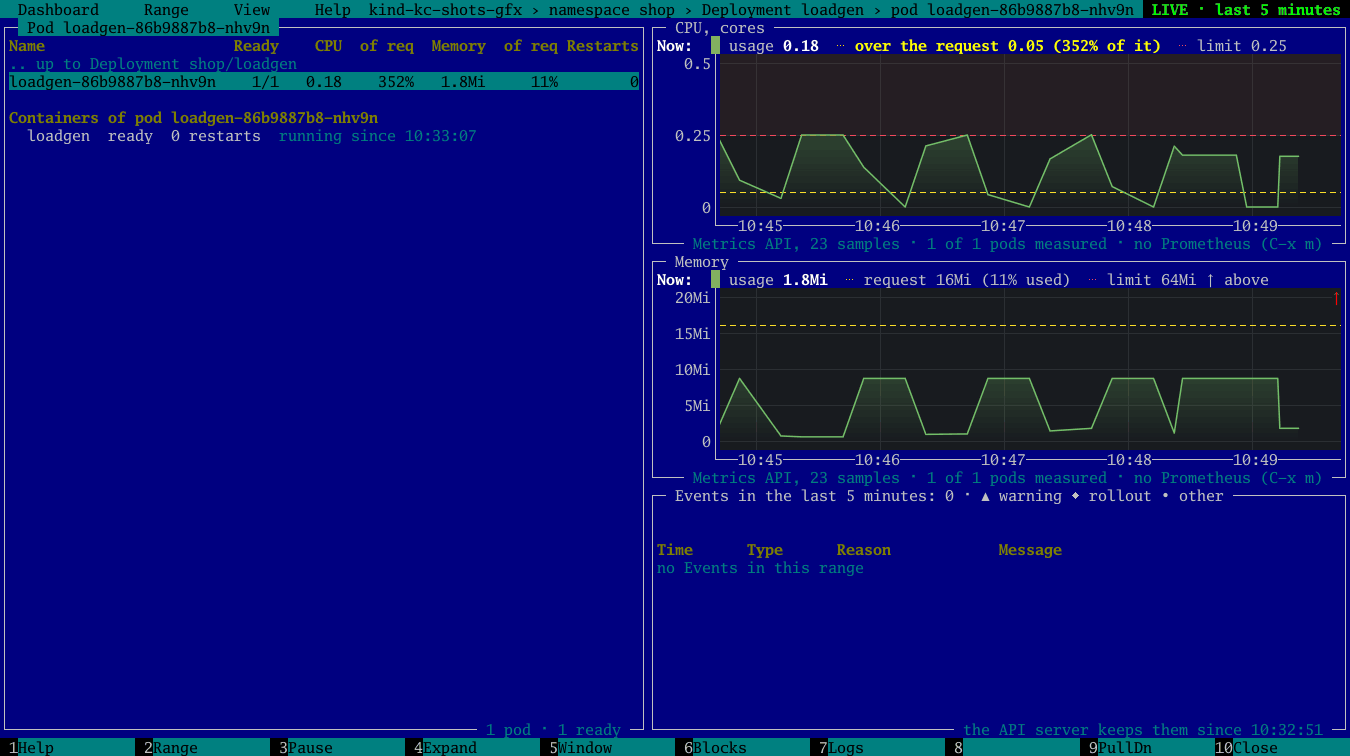 Dashboard Range View Help kind-kc-shots-gfx › namespace shop › Deployment loadgen › pod loadgen-86b9887b8-nhv9n LIVE · last 5 minutes
Pod loadgen-86b9887b8-nhv9n
Name Ready CPU of req Memory of req Restarts
.. up to Deployment shop/loadgen
loadgen-86b9887b8-nhv9n 1/1 0.18 352% 1.8Mi 11% 0
Containers of pod loadgen-86b9887b8-nhv9n
loadgen ready 0 restarts running since 10:33:07
1 pod · 1 ready
CPU, cores
Now: usage 0.18 ┄ over the request 0.05 (352% of it) ┄ limit 0.25
0.5
0.25
0
10:45 10:46 10:47 10:48 10:49
Metrics API, 23 samples · 1 of 1 pods measured · no Prometheus (C-x m)
Memory
Now: usage 1.8Mi ┄ request 16Mi (11% used) ┄ limit 64Mi ↑ above
20Mi ↑
15Mi
10Mi
5Mi
0
10:45 10:46 10:47 10:48 10:49
Metrics API, 23 samples · 1 of 1 pods measured · no Prometheus (C-x m)
Events in the last 5 minutes: 0 · ▲ warning ◆ rollout • other
Time Type Reason Message
no Events in this range
the API server keeps them since 10:32:51
1Help 2Range 3Pause 4Expand 5Window 6Blocks 7Logs 8 9PullDn 10Close